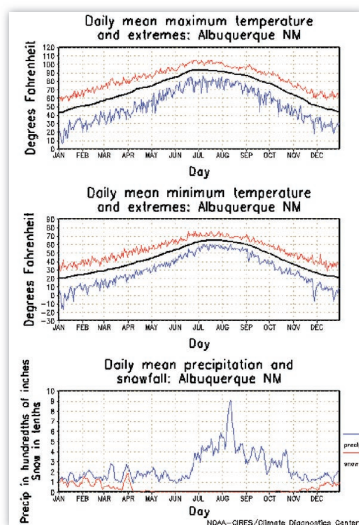 Daily mean maximum temperature
and extremes: Albuquerque NM
Degrees Fahrenheit
120
110
100
90
80
70
60
50
40
30
20
10
0
JAN FEB MAR APR MAY JUN JUL AUG SEP OCT NOV DEC
Day
Daily mean minimum temperature
and extremes: Albuquerque NM
Degrees Fahrenheit
90
80
70
60
50
40
30
20
10
0
-10
-20
-30
JAN FEB MAR APR MAY JUN JUL AUG SEP OCT NOV DEC
Day
Daily mean precipitation and
snowfall: Albuquerque NM
Precip in hundredths of inches
Snow in tenths
10
9
8
7
6
5
4
3
2
1
0
JAN FEB MAR APR MAY JUN JUL AUG SEP OCT NOV DEC
precip
snow
Day
NOAA-CIRES/Climate Diagnostics Center